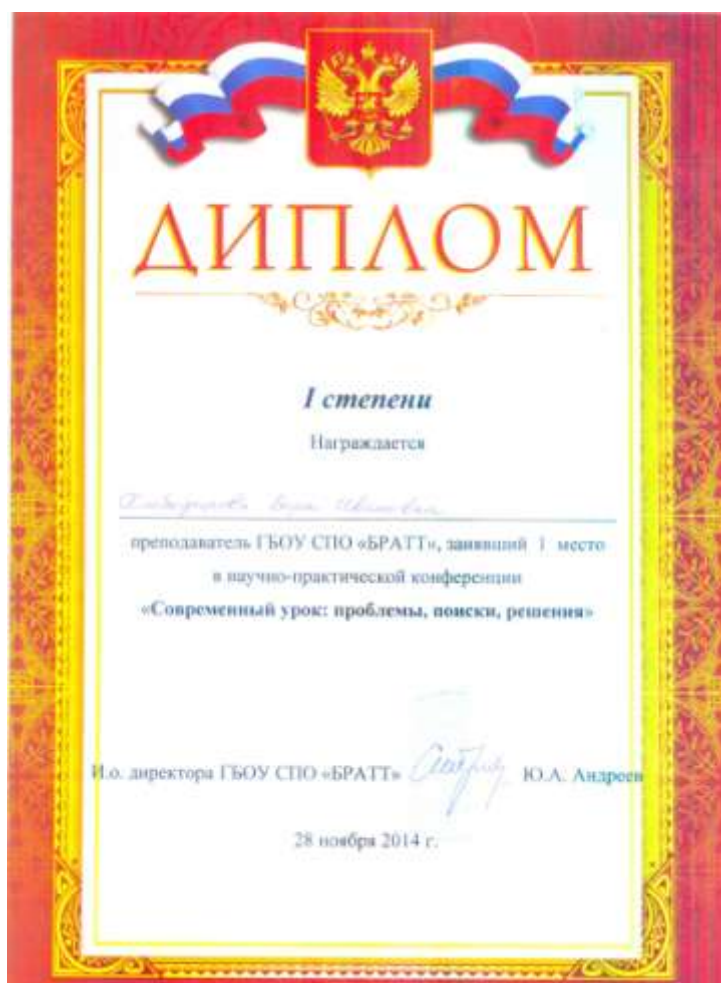 ДИПЛОМ
I степени
Награждается
преподаватель ГБОУ СПО «БРАТТ», занявший 1 место
в научно-практической конференции
«Современный урок: проблемы, поиски, решения»
И.о. директора ГБОУ СПО «БРАТТ» Ю.А. Андреев
28 ноября 2014 г.